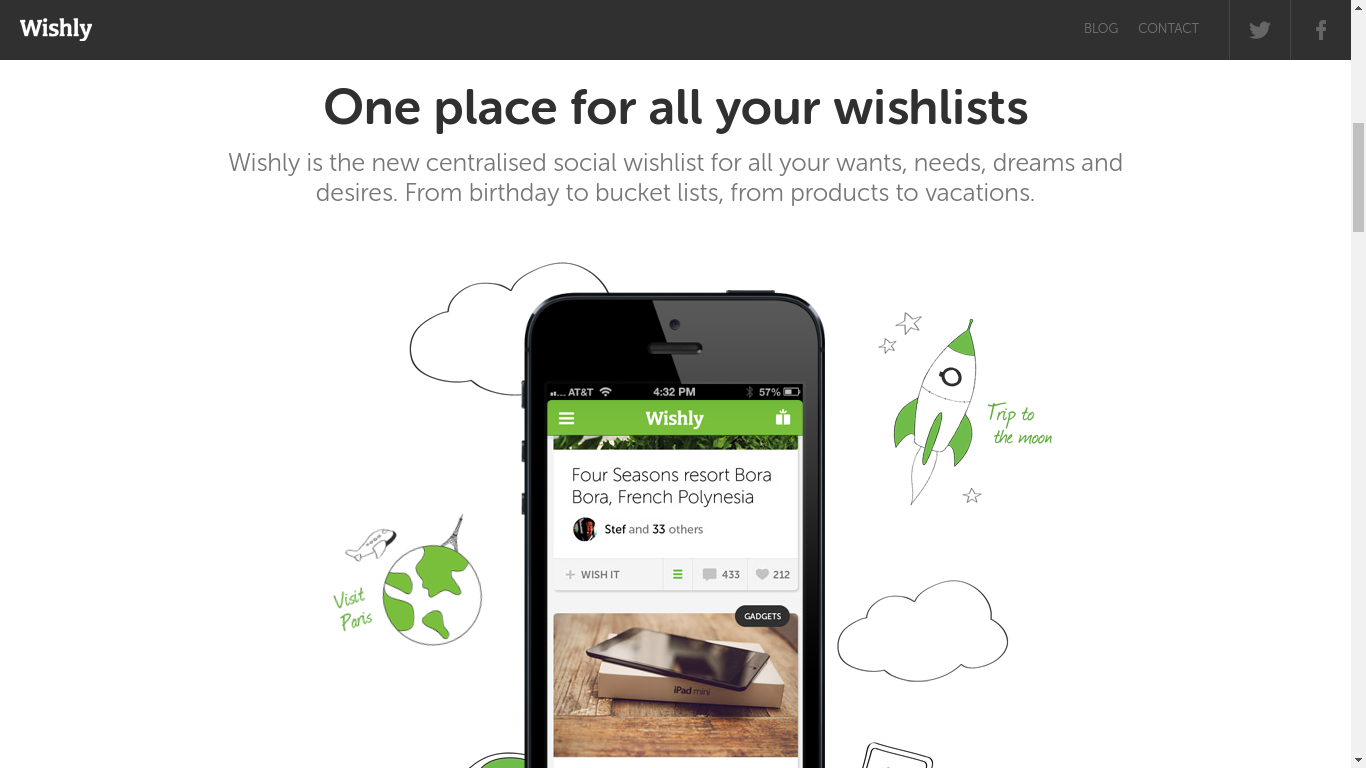 Wishly
BLOG
CONTACT
One place for all your wishlists
Wishly is the new centralised social wishlist for all your wants, needs, dreams and
desires. From birthday to bucket lists, from products to vacations.
AT&T
4:32 PM
57%
Wishly
Trip to
the moon
Four Seasons resort Bora
Bora, French Polynesia
Stef and 33 others
WISH IT
433
212
Visit
Paris
GADGETS
iPad mini